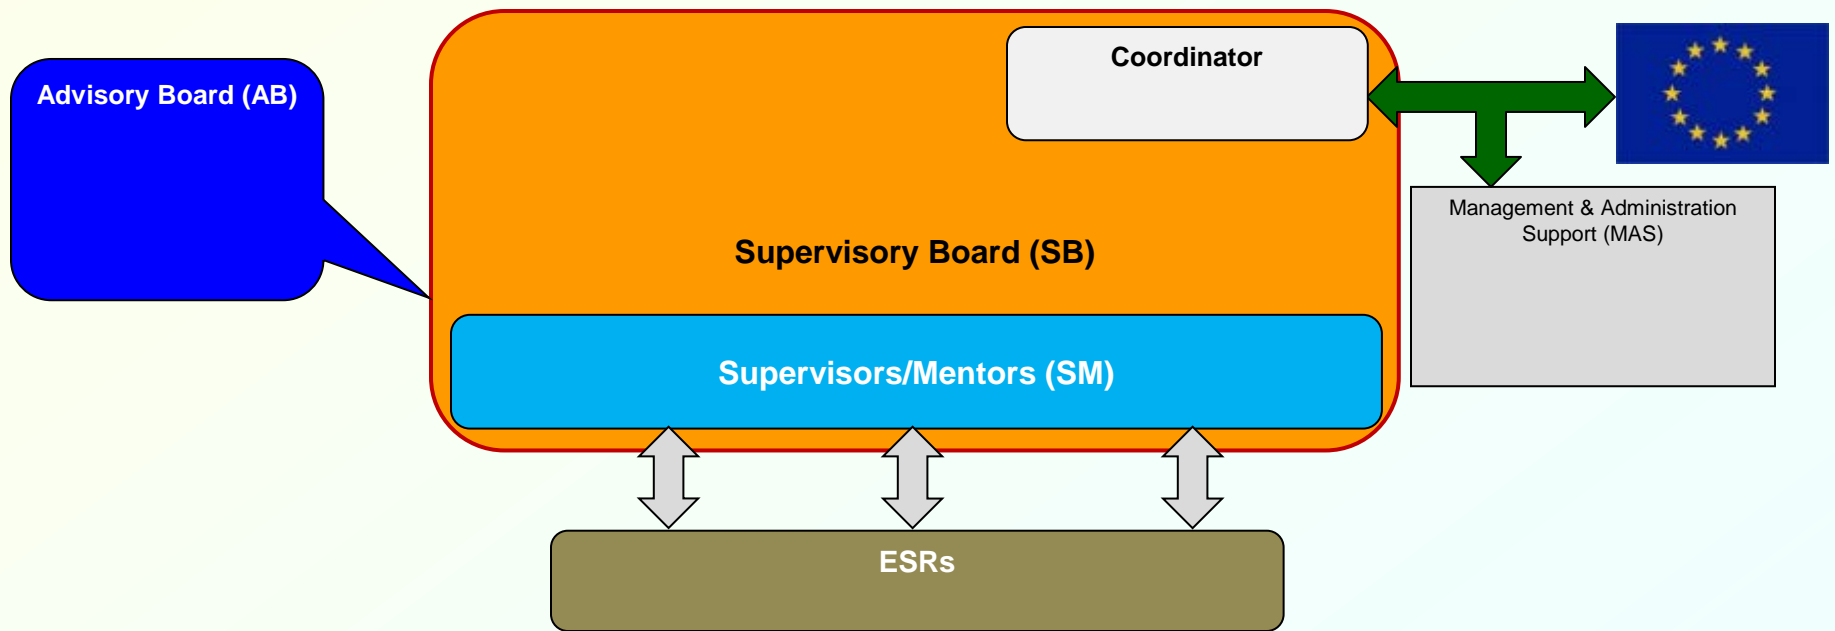 Coordinator
Advisory Board (AB)
Management & Administration
Support (MAS)
Supervisory Board (SB)
Supervisors/Mentors (SM)
ESRs